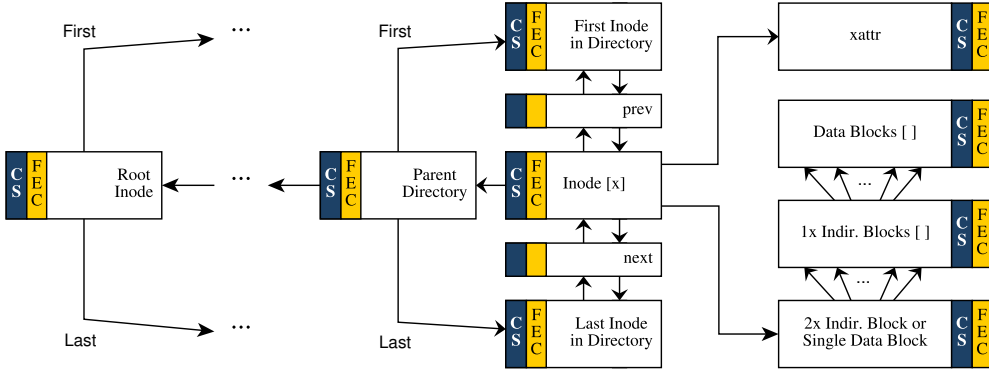 First
...
First
CS
FEC
First Inode
in Directory
xattr
CS
FEC
prev
Data Blocks [ ]
CS
FEC
CS
FEC
Root
Inode
...
CS
FEC
Parent
Directory
CS
FEC
Inode [x]
...
1x Indir. Blocks [ ]
CS
FEC
next
...
Last
...
Last
CS
FEC
Last Inode
in Directory
2x Indir. Block or
Single Data Block
CS
FEC